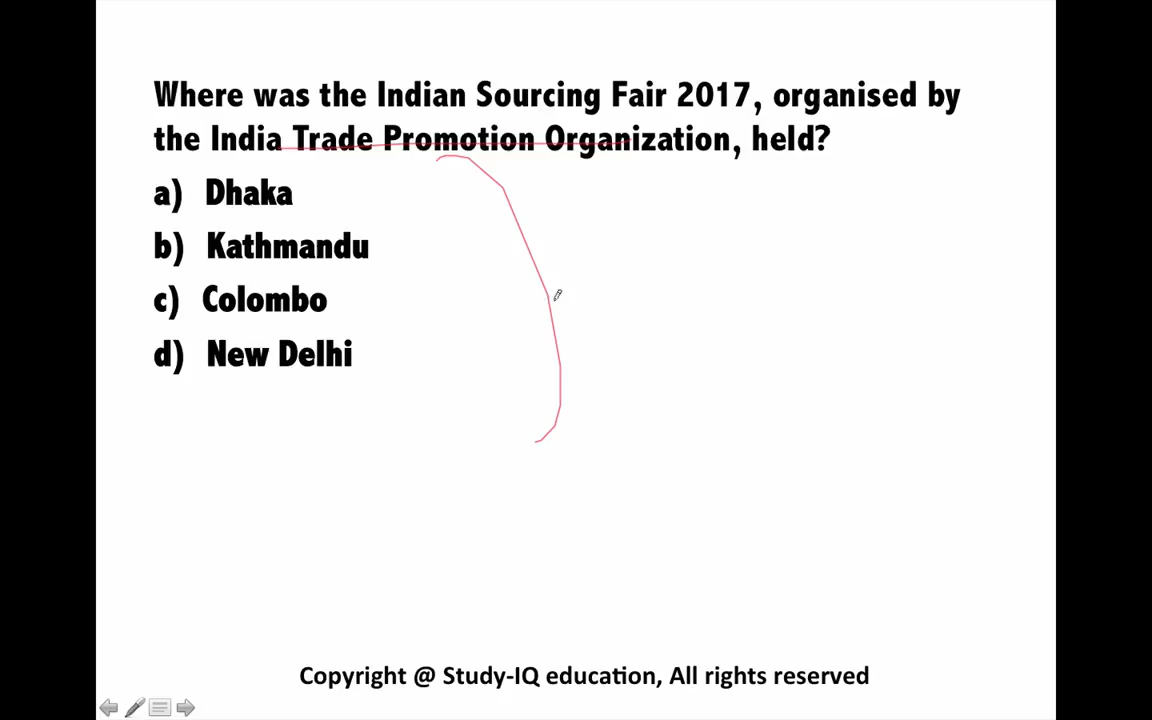 Where was the Indian Sourcing Fair 2017, organised by
the India Trade Promotion Organization, held?
a) Dhaka
b) Kathmandu
c) Colombo
d) New Delhi
Copyright @ Study-IQ education, All rights reserved